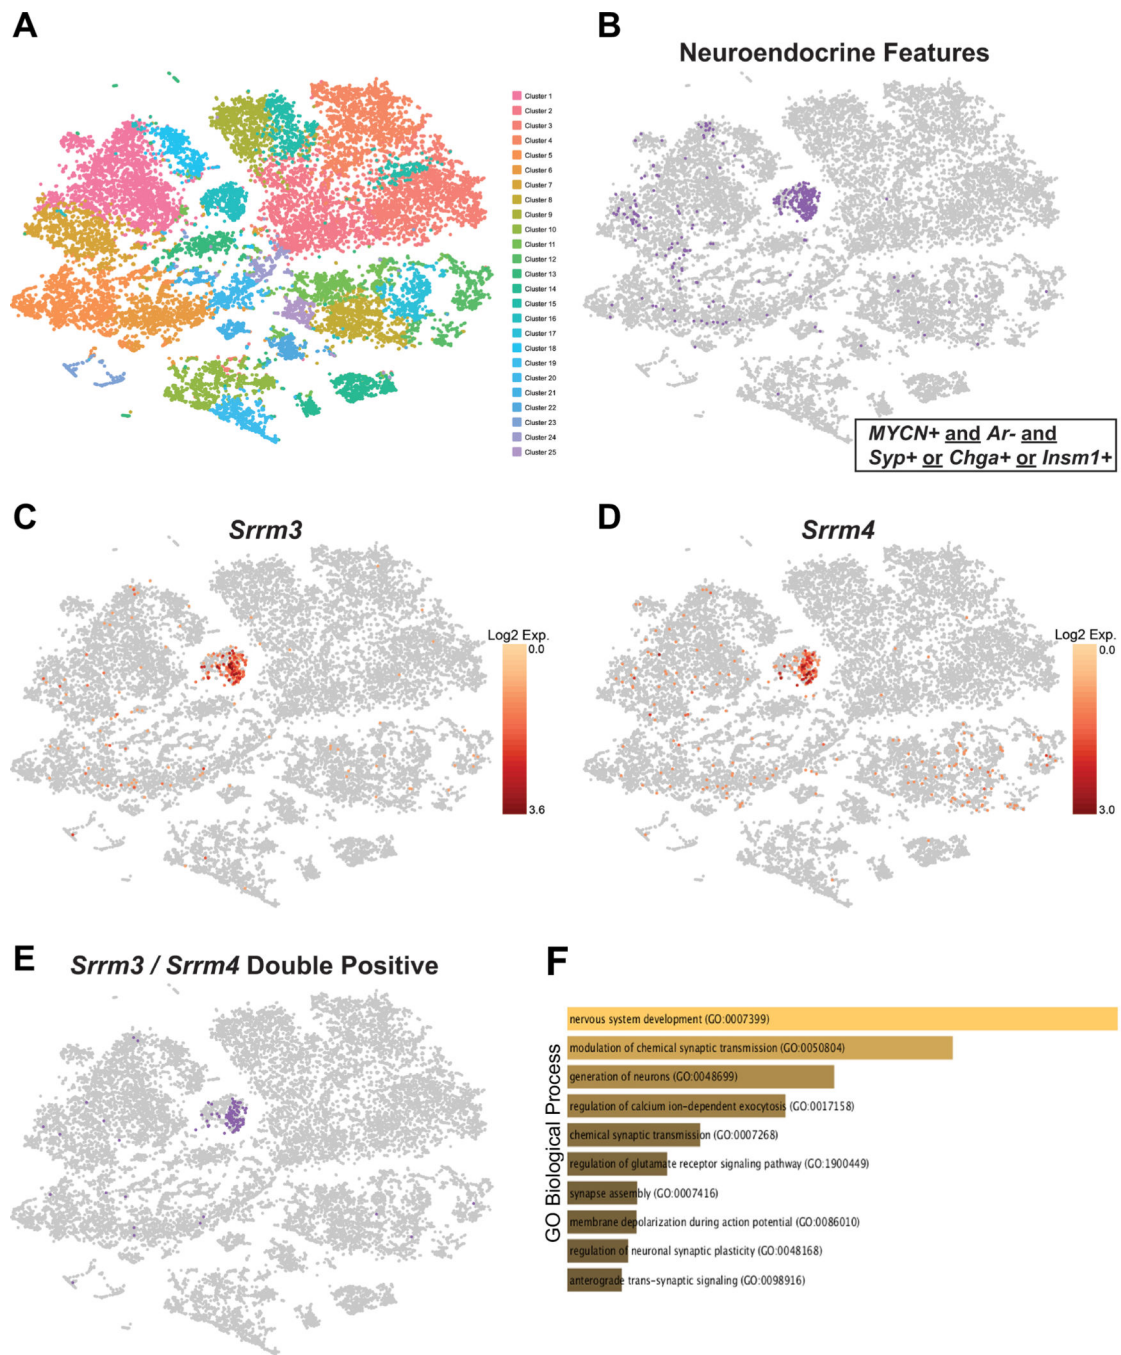 A
Cluster 1
Cluster 2
Cluster 3
Cluster 4
Cluster 5
Cluster 6
Cluster 7
Cluster 8
Cluster 9
Cluster 10
Cluster 11
Cluster 12
Cluster 13
Cluster 14
Cluster 15
Cluster 16
Cluster 17
Cluster 18
Cluster 19
Cluster 20
Cluster 21
Cluster 22
Cluster 23
Cluster 24
Cluster 25
B
Neuroendocrine Features
MYCN+ and Ar- and
Syp+ or Chga+ or Insm1+
C
Srrm3
Log2 Exp.
0.0
3.6
D
Srrm4
Log2 Exp.
0.0
3.0
E
Srrm3 / Srrm4 Double Positive
F
GO Biological Process
nervous system development (GO:0007399)
modulation of chemical synaptic transmission (GO:0050804)
generation of neurons (GO:0048699)
regulation of calcium ion-dependent exocytosis (GO:0017158)
chemical synaptic transmission (GO:0007268)
regulation of glutamate receptor signaling pathway (GO:1900449)
synapse assembly (GO:0007416)
membrane depolarization during action potential (GO:0086010)
regulation of neuronal synaptic plasticity (GO:0048168)
anterograde trans-synaptic signaling (GO:0098916)